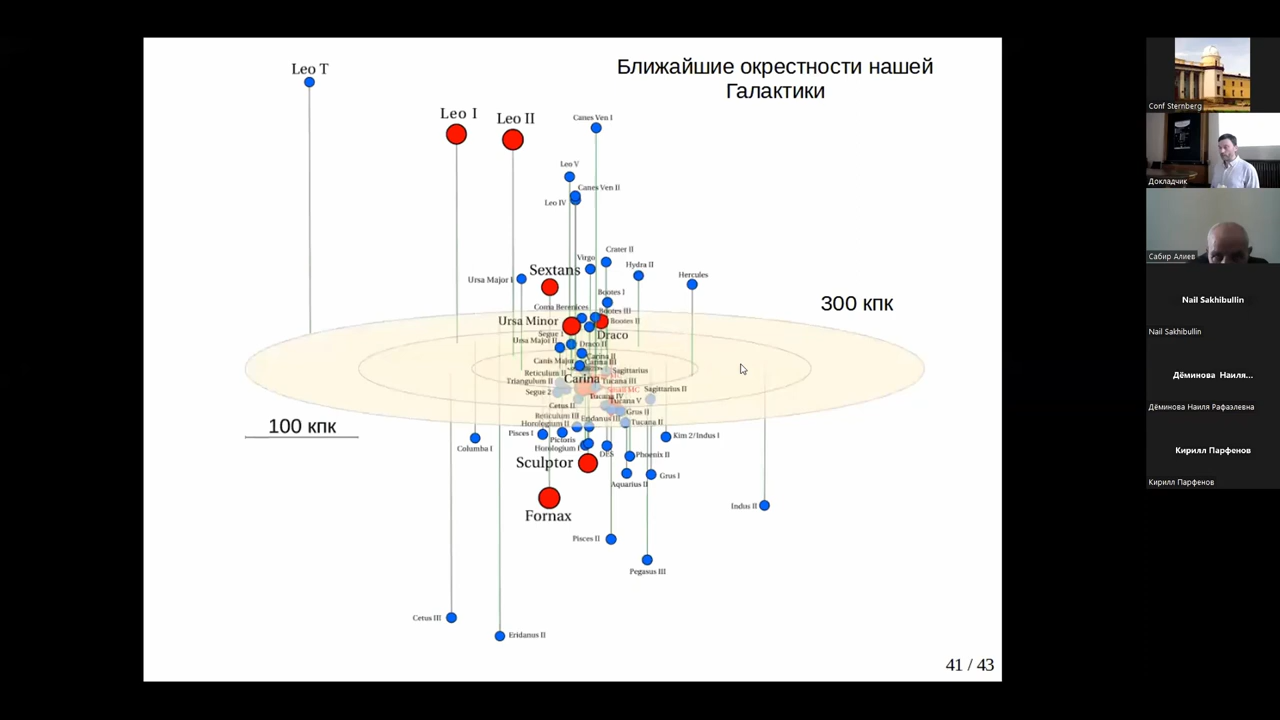 Ближайшие окрестности нашей
Галактики
Leo T
Leo I
Leo II
Canes Ven I
Leo V
Canes Ven II
Leo IV
Crater II
Virgo
Hydra II
Sextans
Hercules
Ursa Major I
Bootes I
300 кпк
Coma Berenices
Bootes III
Ursa Minor
Bootes II
Segue 1
Draco
Ursa Major II
Draco II
Canis Major
Carina II
Carina III
Sagittarius
Reticulum II
Carina
Triangulum II
Tucana III
Small MC
Sagittarius II
Segue 2
Tucana IV
Tucana V
Cetus II
Grus II
Reticulum III
Eridanus III
Horologium II
Tucana II
100 кпк
Pisces I
Pictoris
Kim 2/Indus I
Columba I
Horologium I
DES
Phoenix II
Sculptor
Grus I
Aquarius II
Indus II
Fornax
Pisces II
Pegasus III
Cetus III
Eridanus II
41 / 43
Conf Sternberg
Докладчик
Сабир Алиев
Nail Sakhibullin
Nail Sakhibullin
Дёминова Наиля...
Дёминова Наиля Рафаэлевна
Кирилл Парфенов
Кирилл Парфенов